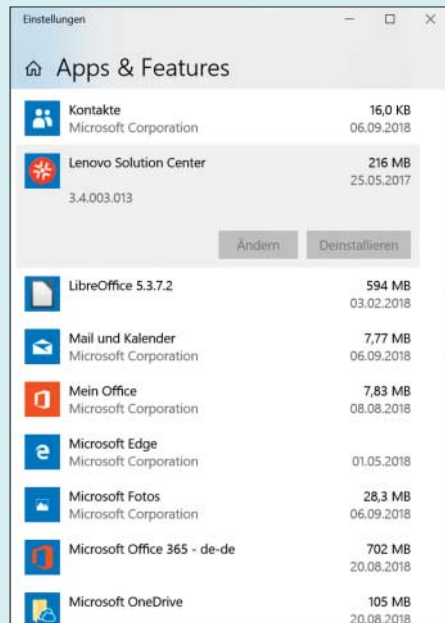 Einstellungen
Apps & Features
Kontakte 16,0 KB
Microsoft Corporation 06.09.2018
Lenovo Solution Center 216 MB
25.05.2017
3.4.003.013
Ändern Deinstallieren
LibreOffice 5.3.7.2 594 MB
03.02.2018
Mail und Kalender 7,77 MB
Microsoft Corporation 06.09.2018
Mein Office 7,83 MB
Microsoft Corporation 08.08.2018
Microsoft Edge
Microsoft Corporation 01.05.2018
Microsoft Fotos 28,3 MB
Microsoft Corporation 06.09.2018
Microsoft Office 365 - de-de 702 MB
20.08.2018
Microsoft OneDrive 105 MB
20.08.2018